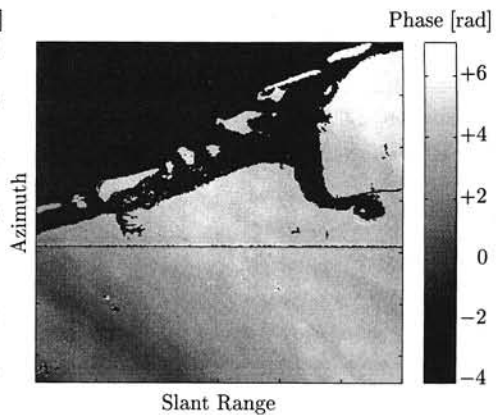 Phase [rad]
+6
+4
+2
0
−2
−4
Azimuth
Slant Range